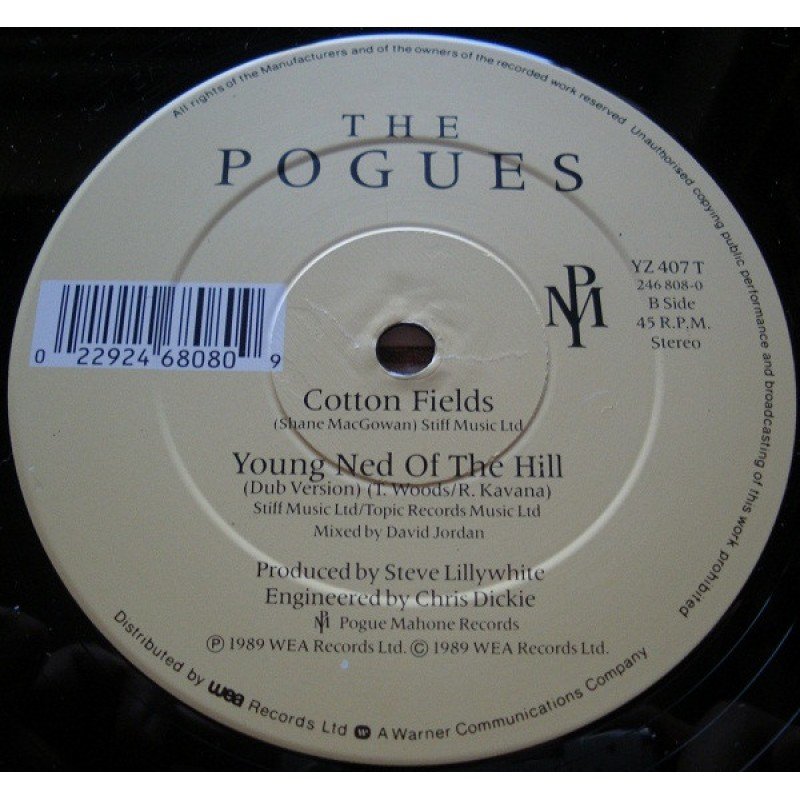 All rights of the Manufacturers and of the owners of the recorded work reserved Unauthorised copying public performance and broadcasting of this work prohibited
THE
POGUES
PM
YZ 407 T
246 808-0
B Side
45 R.P.M.
Stereo
0 22924 68080 9
Cotton Fields
(Shane MacGowan) Stiff Music Ltd
Young Ned Of The Hill
(Dub Version) (T. Woods/R. Kavana)
Stiff Music Ltd/Topic Records Music Ltd
Mixed by David Jordan
Produced by Steve Lillywhite
Engineered by Chris Dickie
PM Pogue Mahone Records
Ⓟ 1989 WEA Records Ltd. © 1989 WEA Records Ltd.
Distributed by wea Records Ltd W A Warner Communications Company